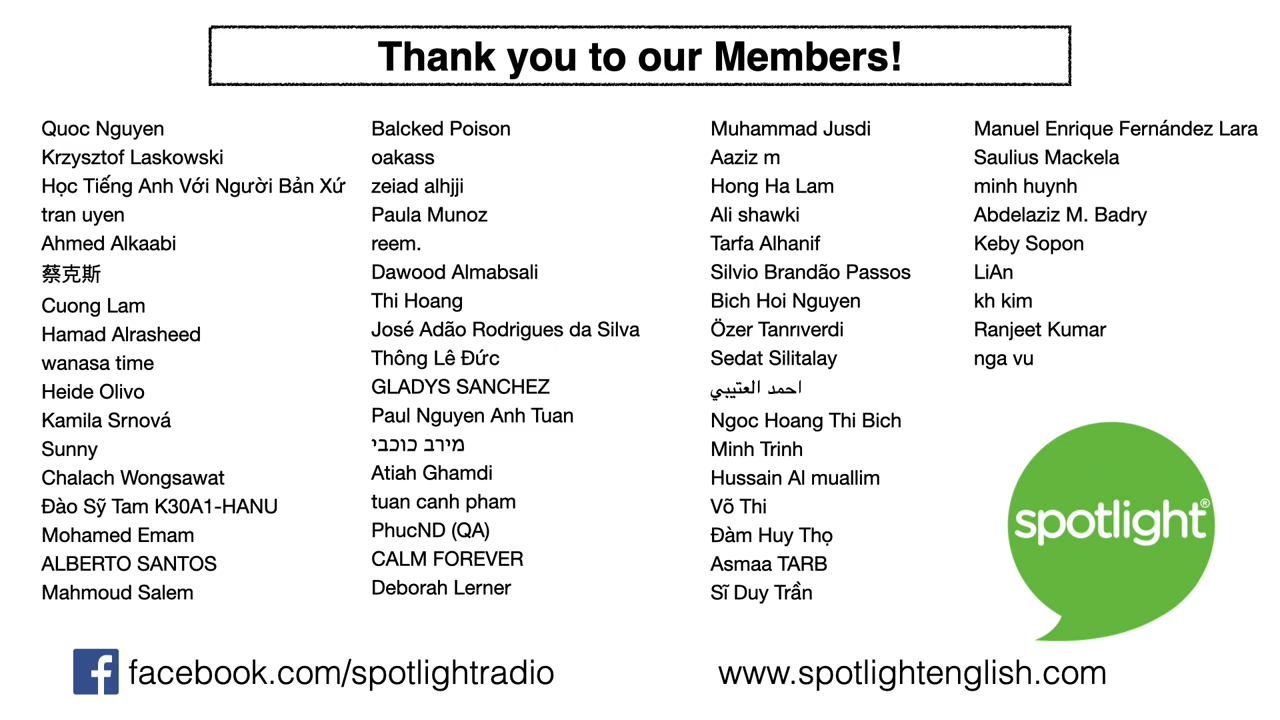 Thank you to our Members!
Quoc Nguyen
Krzysztof Laskowski
Học Tiếng Anh Với Người Bản Xứ
tran uyen
Ahmed Alkaabi
蔡克斯
Cuong Lam
Hamad Alrasheed
wanasa time
Heide Olivo
Kamila Srnová
Sunny
Chalach Wongsawat
Đào Sỹ Tam K30A1-HANU
Mohamed Emam
ALBERTO SANTOS
Mahmoud Salem
Balcked Poison
oakass
zeiad alhjji
Paula Munoz
reem.
Dawood Almabsali
Thi Hoang
José Adão Rodrigues da Silva
Thông Lê Đức
GLADYS SANCHEZ
Paul Nguyen Anh Tuan
מירב כוכבי
Atiah Ghamdi
tuan canh pham
PhucND (QA)
CALM FOREVER
Deborah Lerner
Muhammad Jusdi
Aaziz m
Hong Ha Lam
Ali shawki
Tarfa Alhanif
Silvio Brandão Passos
Bich Hoi Nguyen
Özer Tanrıverdi
Sedat Silitalay
احمد العتيبي
Ngoc Hoang Thi Bich
Minh Trinh
Hussain Al muallim
Võ Thi
Đàm Huy Thọ
Asmaa TARB
Sĩ Duy Trần
Manuel Enrique Fernández Lara
Saulius Mackela
minh huynh
Abdelaziz M. Badry
Keby Sopon
LiAn
kh kim
Ranjeet Kumar
nga vu
spotlight®
facebook.com/spotlightradio
www.spotlightenglish.com